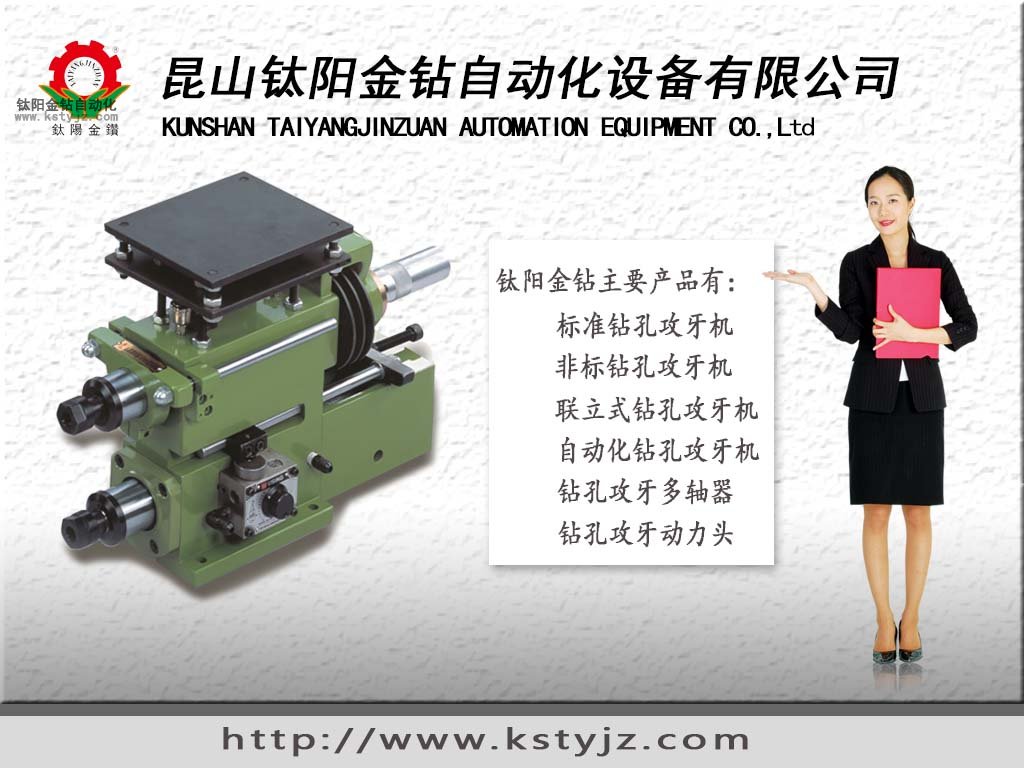 昆山钛阳金钻自动化设备有限公司
KUNSHAN TAIYANGJINZUAN AUTOMATION EQUIPMENT CO.,Ltd
钛阳金钻自动化
www.kstyjz.com
鈦陽金鑽
钛阳金钻主要产品有：
标准钻孔攻牙机
非标钻孔攻牙机
联立式钻孔攻牙机
自动化钻孔攻牙机
钻孔攻牙多轴器
钻孔攻牙动力头
http://www.kstyjz.com